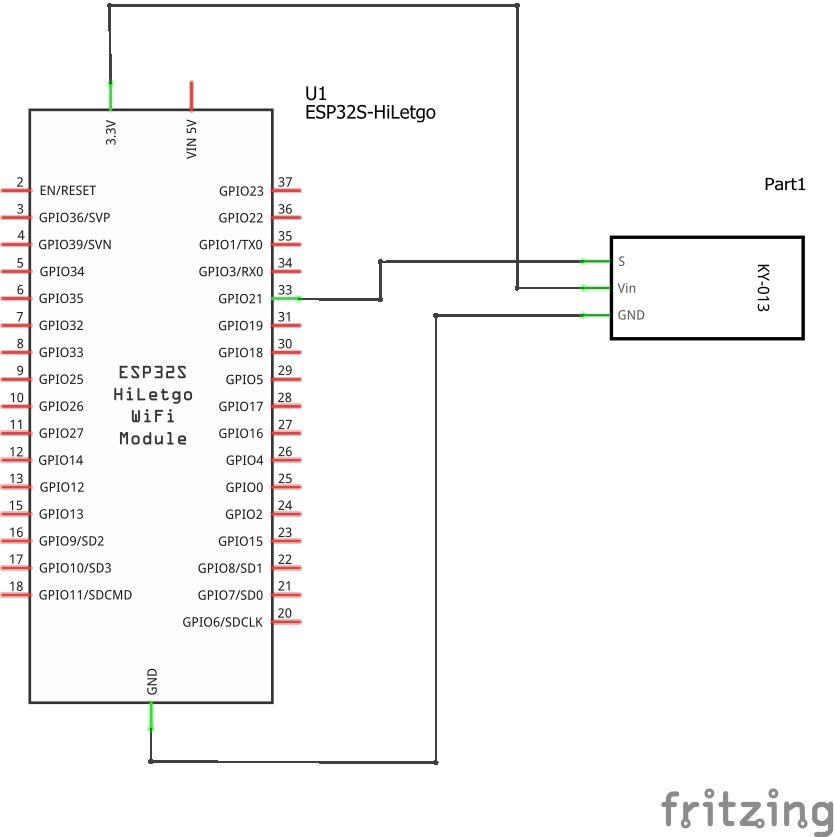 U1
ESP32S-HiLetgo
3.3V
VIN 5V
Part1
2 EN/RESET
3 GPIO36/SVP
4 GPIO39/SVN
5 GPIO34
6 GPIO35
7 GPIO32
8 GPIO33
9 GPIO25
10 GPIO26
11 GPIO27
12 GPIO14
13 GPIO12
15 GPIO13
16 GPIO9/SD2
17 GPIO10/SD3
18 GPIO11/SDCMD
ESP32S
HiLetgo
WiFi
Module
GPIO23 37
GPIO22 36
GPIO1/TX0 35
GPIO3/RX0 34
GPIO21 33
GPIO19 31
GPIO18 30
GPIO5 29
GPIO17 28
GPIO16 27
GPIO4 26
GPIO0 25
GPIO2 24
GPIO15 23
GPIO8/SD1 22
GPIO7/SD0 21
GPIO6/SDCLK 20
GND
S
Vin
GND
KY-013
fritzing